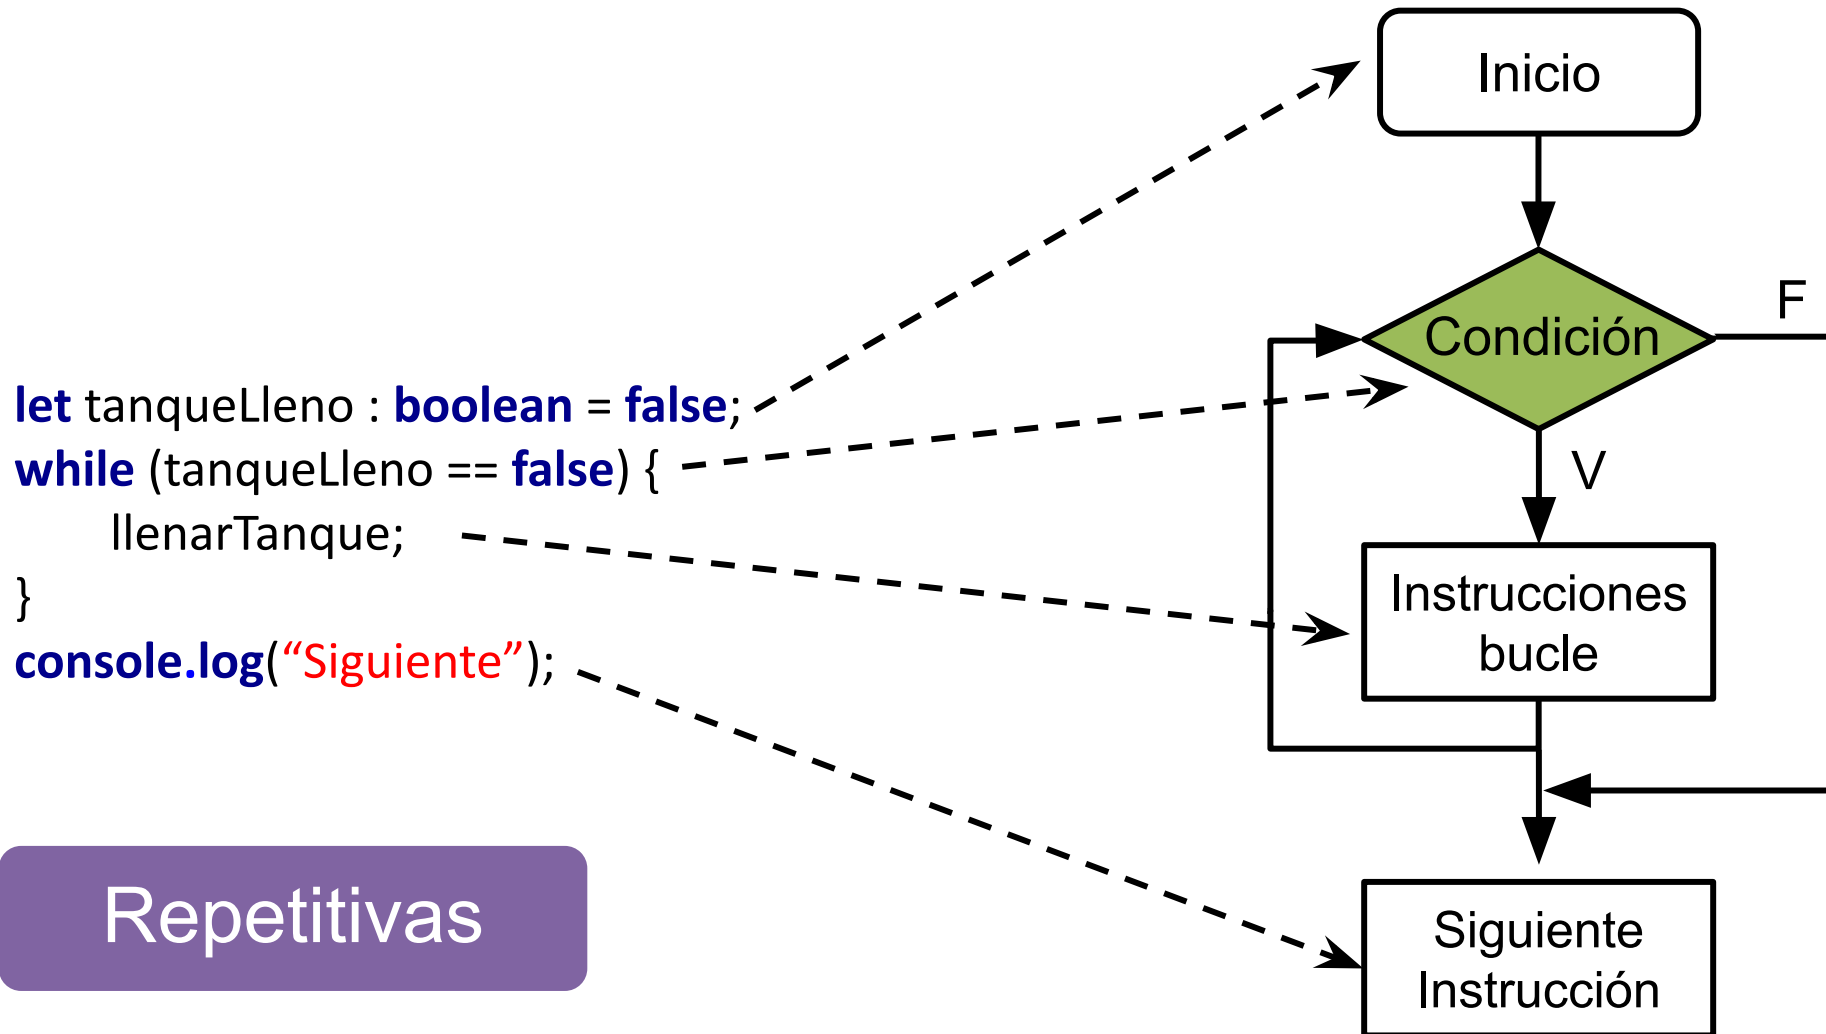 let tanqueLleno : boolean = false;
while (tanqueLleno == false) {
llenarTanque;
}
console.log(“Siguiente”);
Repetitivas
Inicio
Condición
F
V
Instrucciones
bucle
Siguiente
Instrucción